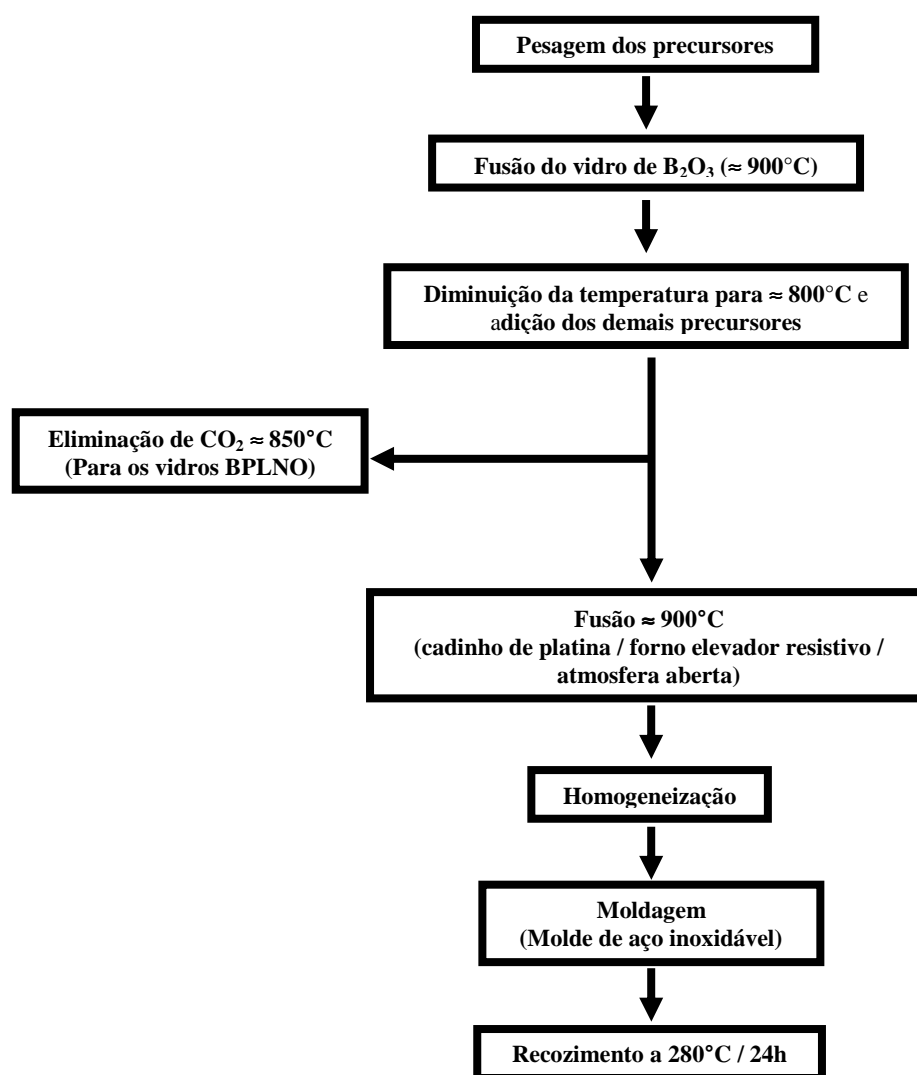 Pesagem dos precursores
Fusão do vidro de B₂O₃ (≈ 900°C)
Diminuição da temperatura para ≈ 800°C e
adição dos demais precursores
Eliminação de CO₂ ≈ 850°C
(Para os vidros BPLNO)
Fusão ≈ 900°C
(cadinho de platina / forno elevador resistivo /
atmosfera aberta)
Homogeneização
Moldagem
(Molde de aço inoxidável)
Recozimento a 280°C / 24h